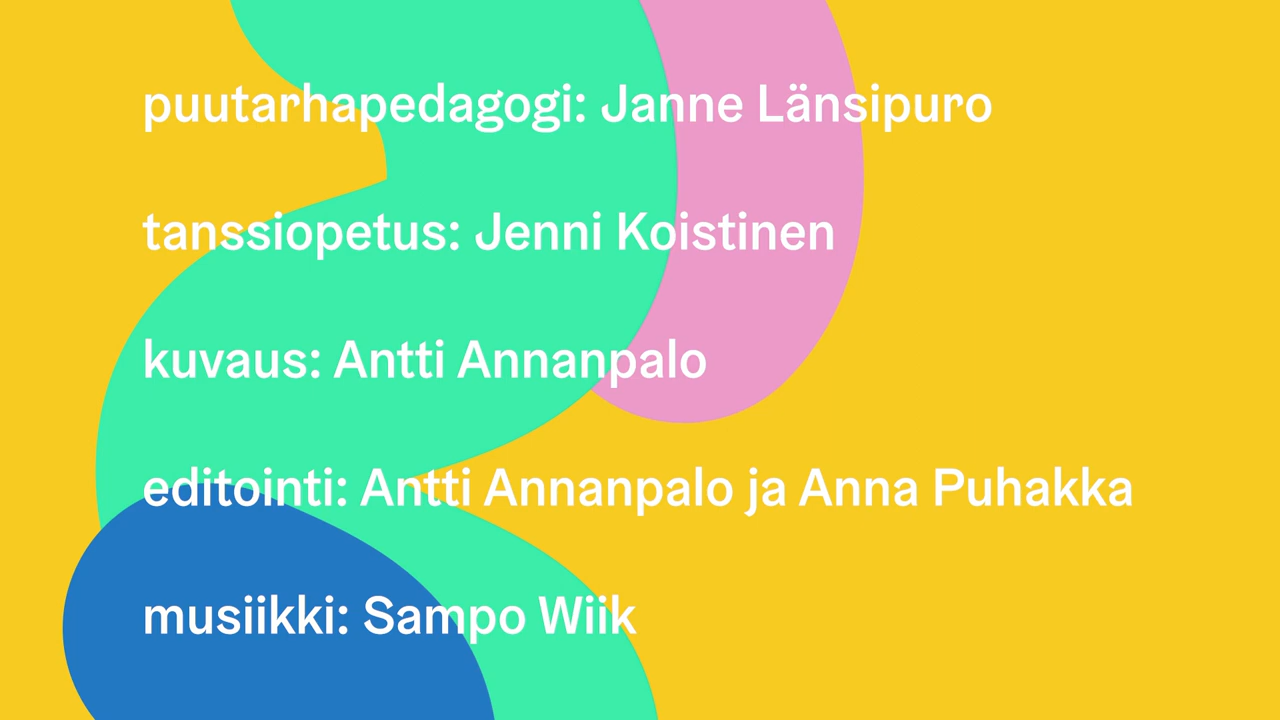 puutarhapedagogi: Janne Länsipuro
tanssiopetus: Jenni Koistinen
kuvaus: Antti Annanpalo
editointi: Antti Annanpalo ja Anna Puhakka
musiikki: Sampo Wiik